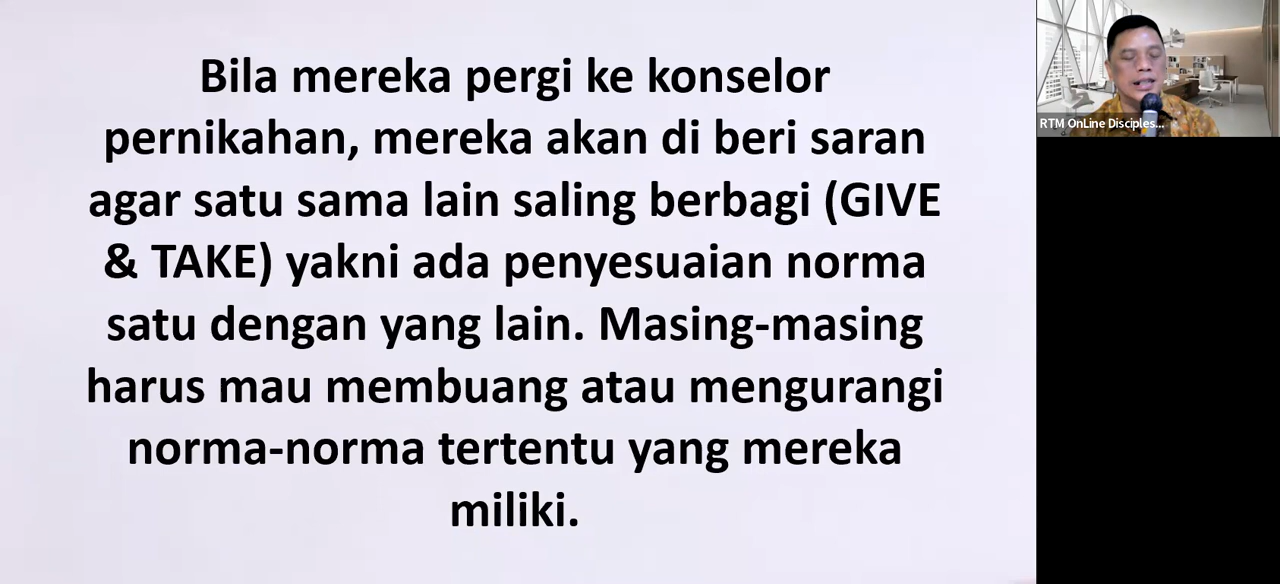 Bila mereka pergi ke konselor
pernikahan, mereka akan di beri saran
agar satu sama lain saling berbagi (GIVE
& TAKE) yakni ada penyesuaian norma
satu dengan yang lain. Masing-masing
harus mau membuang atau mengurangi
norma-norma tertentu yang mereka
miliki.
RTM OnLine Disciples...